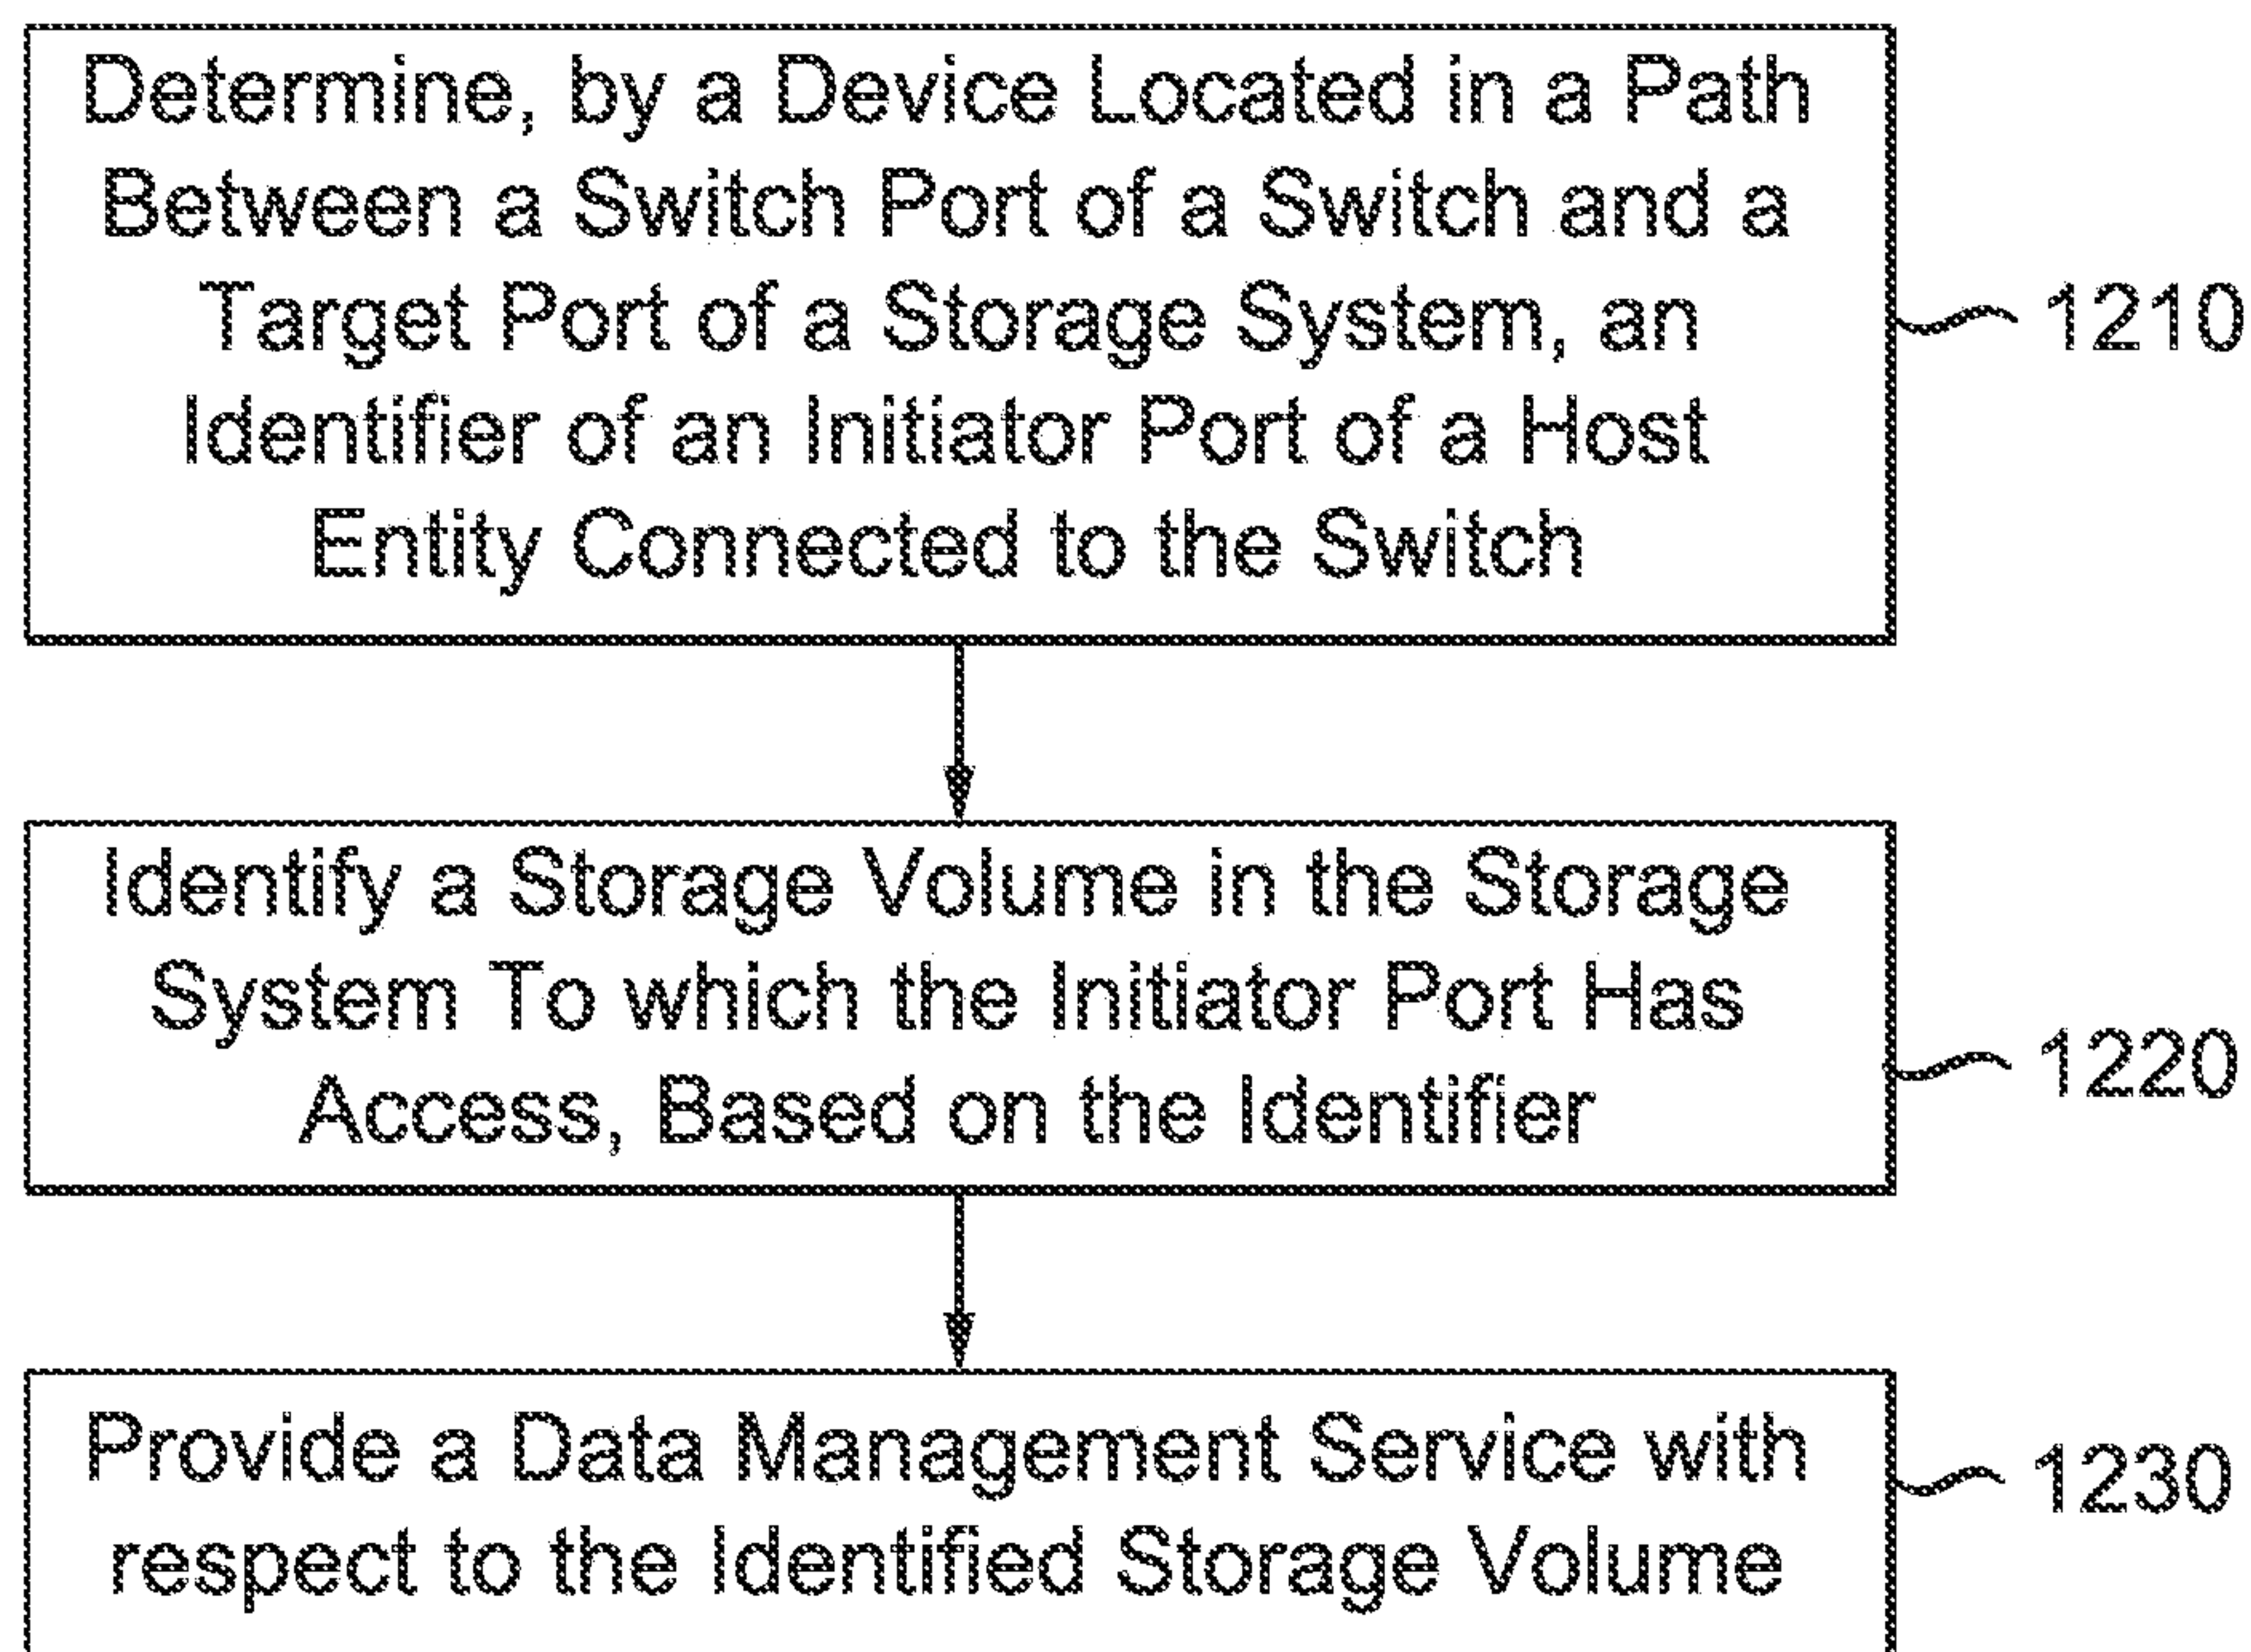 Determine, by a Device Located in a Path
Between a Switch Port of a Switch and a
Target Port of a Storage System, an
Identifier of an Initiator Port of a Host
Entity Connected to the Switch
1210
Identify a Storage Volume in the Storage
System To which the Initiator Port Has
Access, Based on the Identifier
1220
Provide a Data Management Service with
respect to the Identified Storage Volume
1230